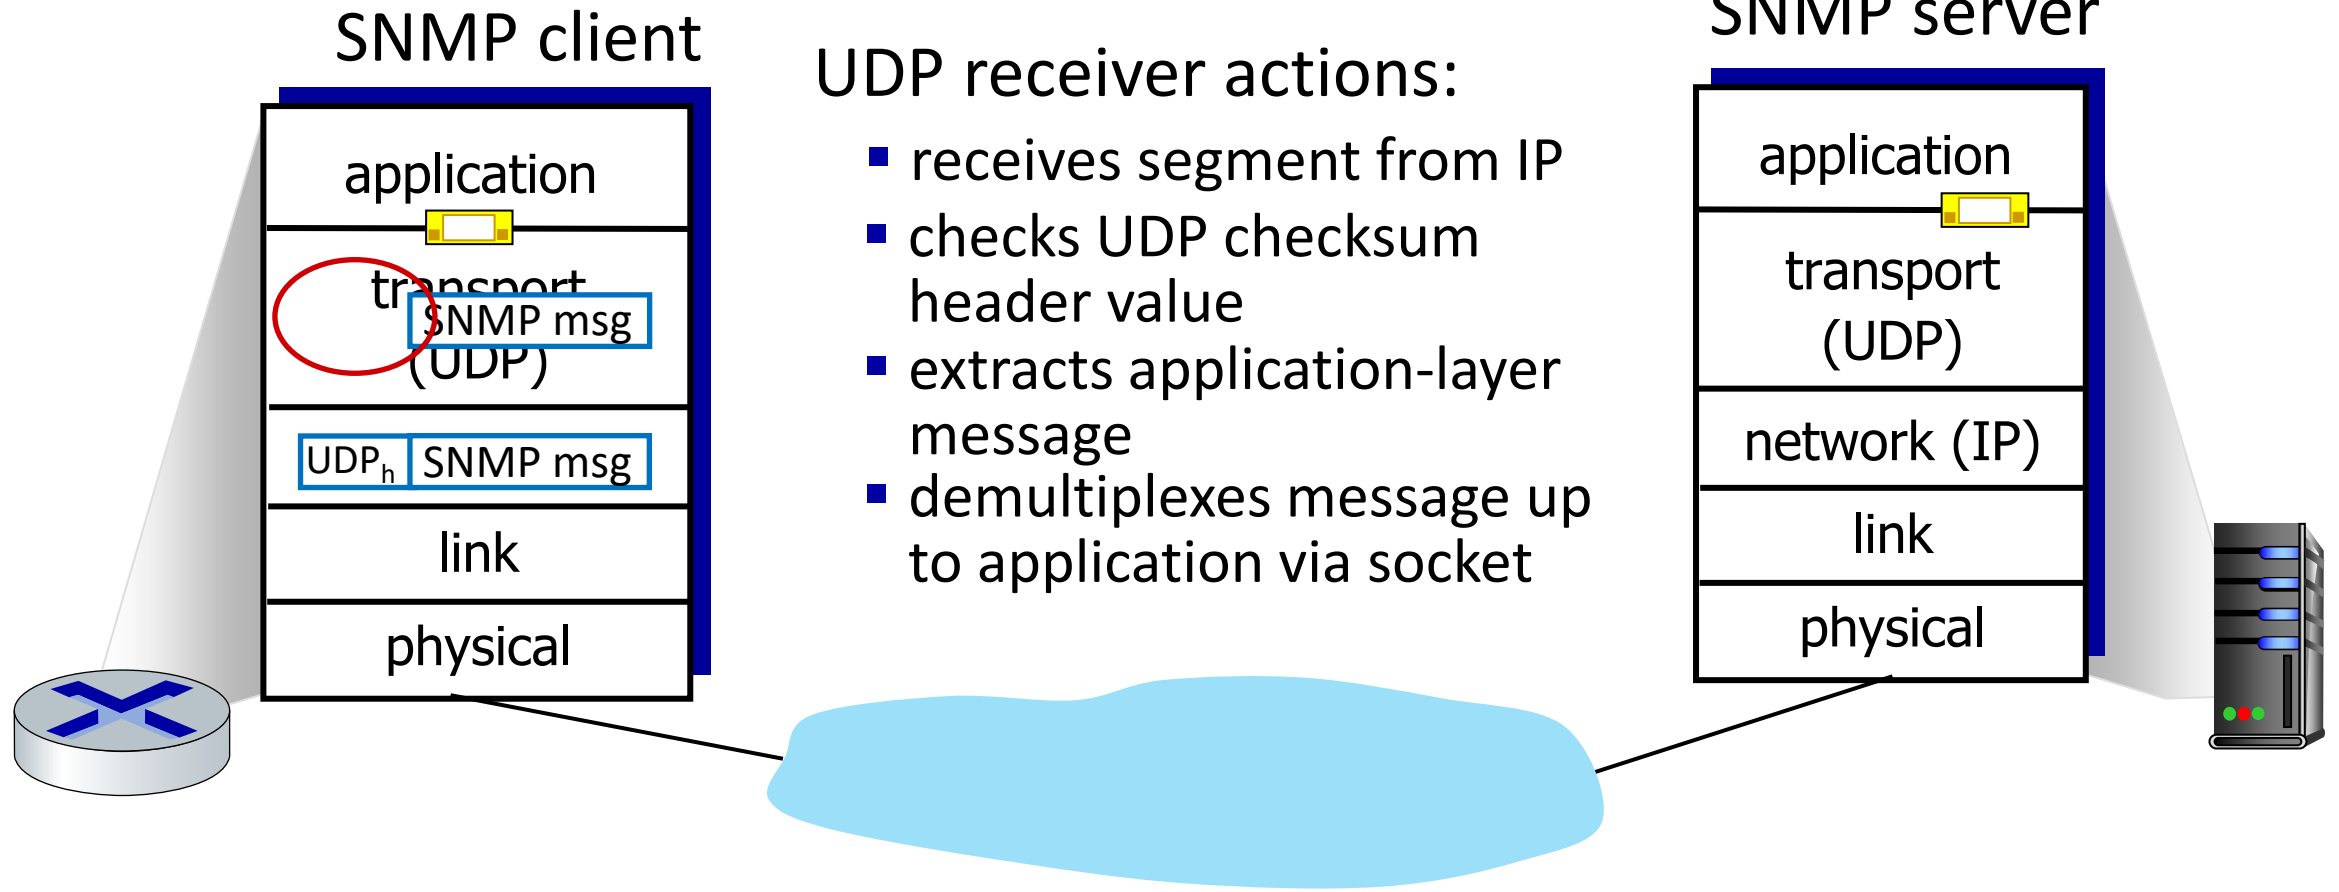 SNMP client
SNMP server
UDP receiver actions:
receives segment from IP
checks UDP checksum
header value
extracts application-layer
message
demultiplexes message up
to application via socket
application
transport
SNMP msg
(UDP)
UDPh SNMP msg
link
physical
application
transport
(UDP)
network (IP)
link
physical